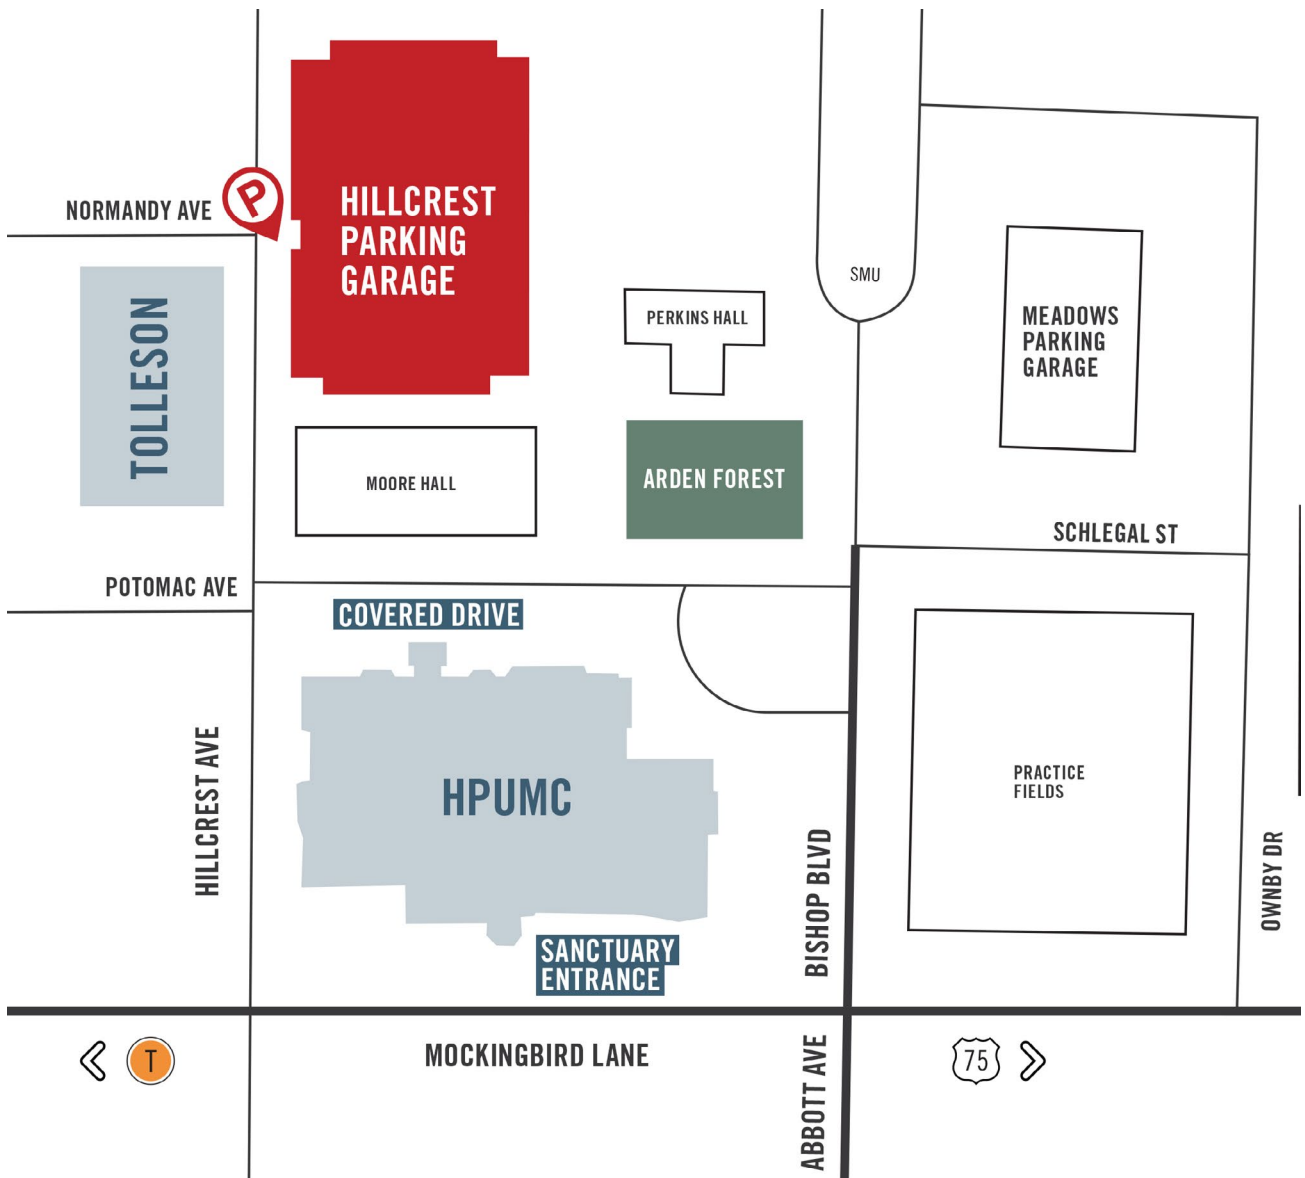 P
HILLCREST
PARKING
GARAGE
NORMANDY AVE
TOLLESON
SMU
PERKINS HALL
MEADOWS
PARKING
GARAGE
MOORE HALL
ARDEN FOREST
SCHLEGAL ST
POTOMAC AVE
COVERED DRIVE
HILLCREST AVE
HPUMC
PRACTICE
FIELDS
BISHOP BLVD
OWNBY DR
SANCTUARY
ENTRANCE
T
MOCKINGBIRD LANE
ABBOTT AVE
75